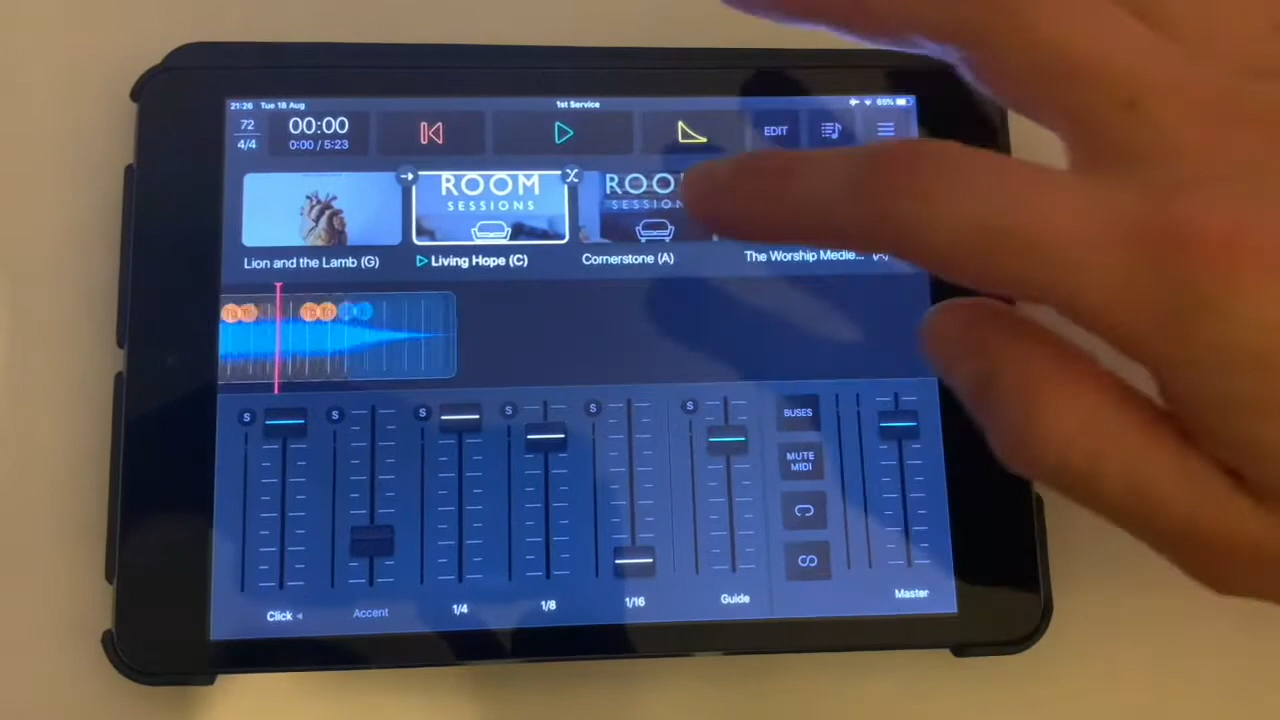 21:26 Tue 18 Aug
1st Service
65%
72
4/4
00:00
0:00 / 5:23
EDIT
ROOM
SESSIONS
ROO
SESSION
Lion and the Lamb (G)
Living Hope (C)
Cornerstone (A)
The Worship Medle...
S
S
S
S
S
S
BUSES
MUTE
MIDI
Click
Accent
1/4
1/8
1/16
Guide
Master